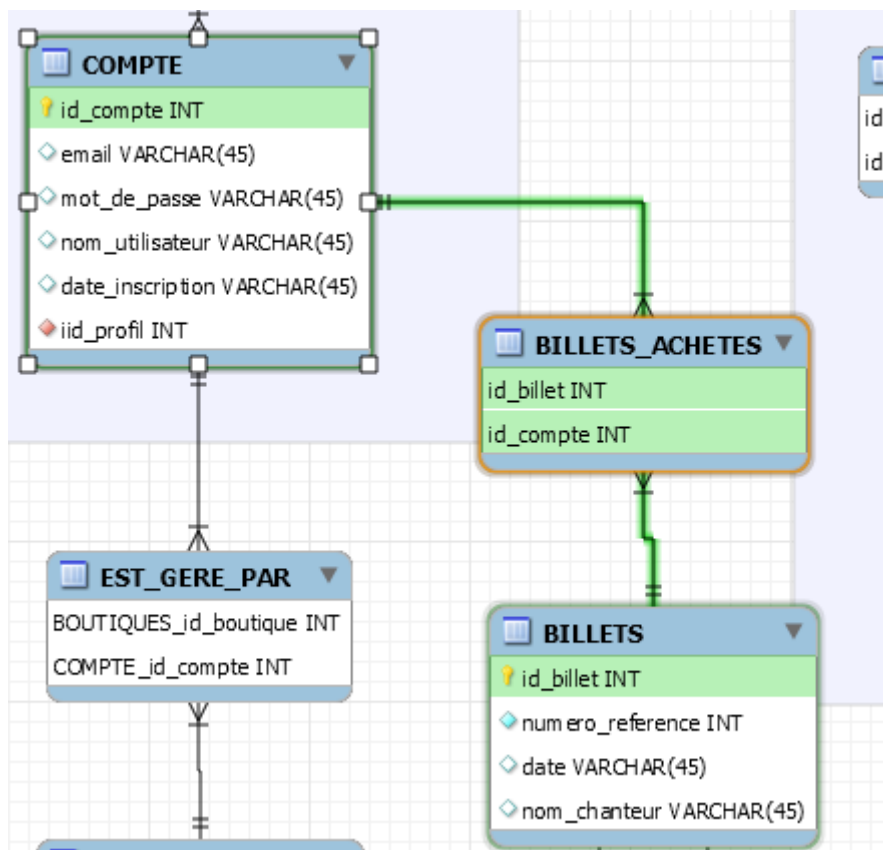 COMPTE
id_compte INT
email VARCHAR(45)
mot_de_passe VARCHAR(45)
nom_utilisateur VARCHAR(45)
date_inscription VARCHAR(45)
iid_profil INT
id
id
BILLETS_ACHETES
id_billet INT
id_compte INT
EST_GERE_PAR
BOUTIQUES_id_boutique INT
COMPTE_id_compte INT
BILLETS
id_billet INT
numero_reference INT
date VARCHAR(45)
nom_chanteur VARCHAR(45)